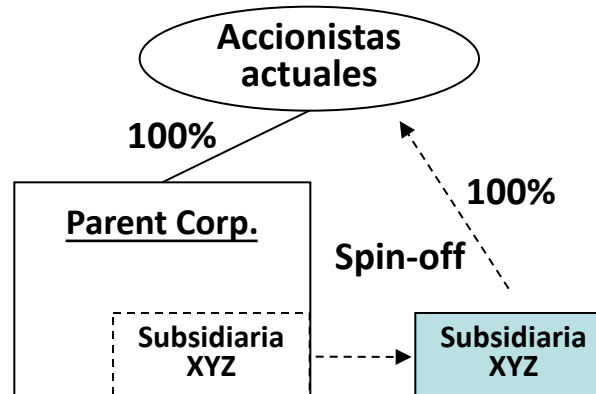 Accionistas
actuales
100%
100%
Parent Corp.
Spin-off
Subsidiaria
XYZ
Subsidiaria
XYZ